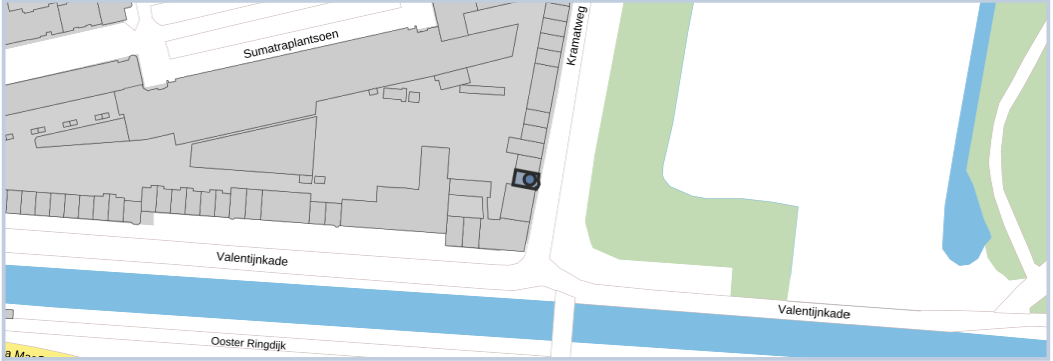 Sumatraplantsoen
Kramatweg
Valentijnkade
Valentijnkade
Ooster Ringdijk